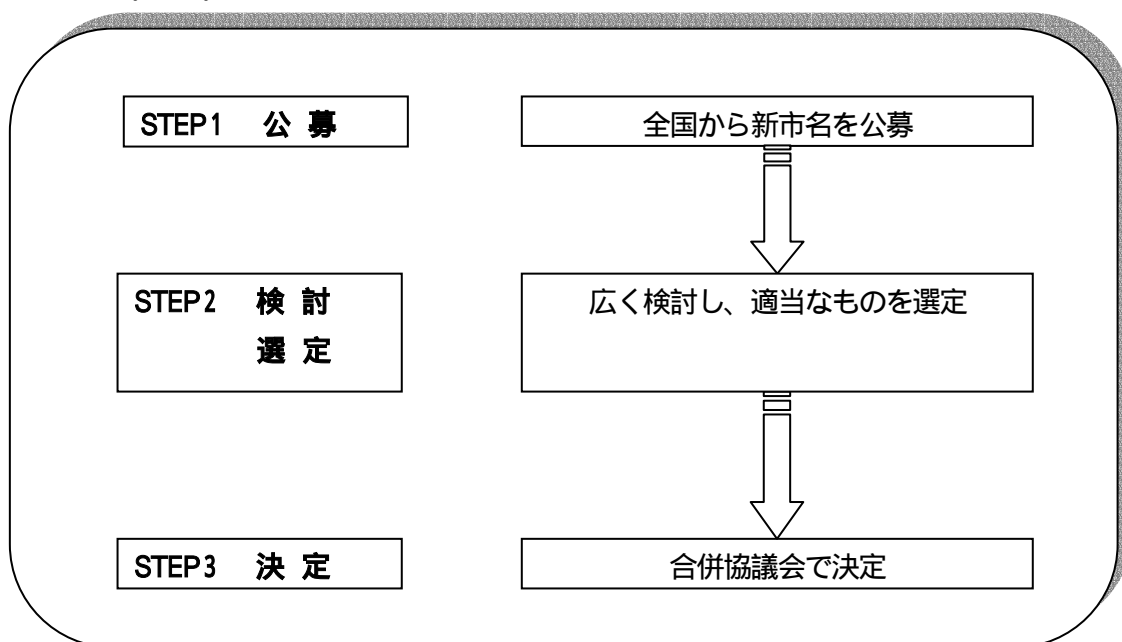 STEP1 公 募
全国から新市名を公募
STEP2 検 討
選 定
広く検討し、適当なものを選定
STEP3 決 定
合併協議会で決定